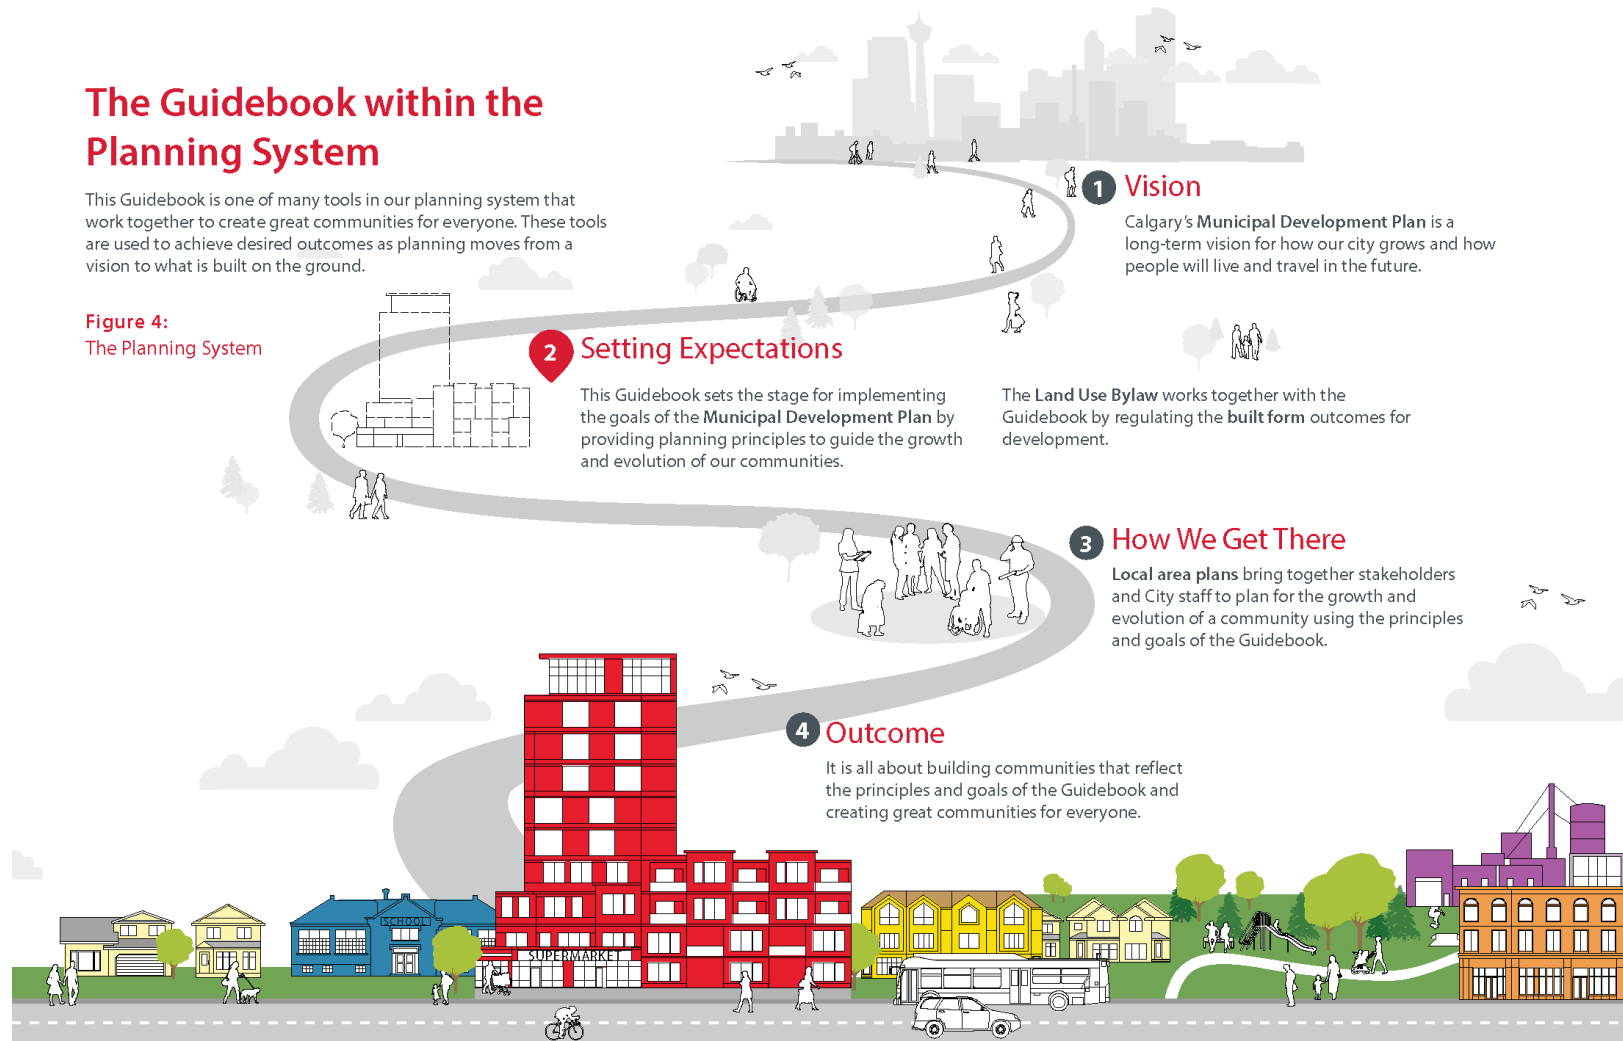 The Guidebook within the
Planning System
This Guidebook is one of many tools in our planning system that
work together to create great communities for everyone. These tools
are used to achieve desired outcomes as planning moves from a
vision to what is built on the ground.
Figure 4:
The Planning System
1 Vision
Calgary's Municipal Development Plan is a
long-term vision for how our city grows and how
people will live and travel in the future.
2 Setting Expectations
This Guidebook sets the stage for implementing
the goals of the Municipal Development Plan by
providing planning principles to guide the growth
and evolution of our communities.
The Land Use Bylaw works together with the
Guidebook by regulating the built form outcomes for
development.
3 How We Get There
Local area plans bring together stakeholders
and City staff to plan for the growth and
evolution of a community using the principles
and goals of the Guidebook.
4 Outcome
It is all about building communities that reflect
the principles and goals of the Guidebook and
creating great communities for everyone.
SCHOOL
SUPERMARKET